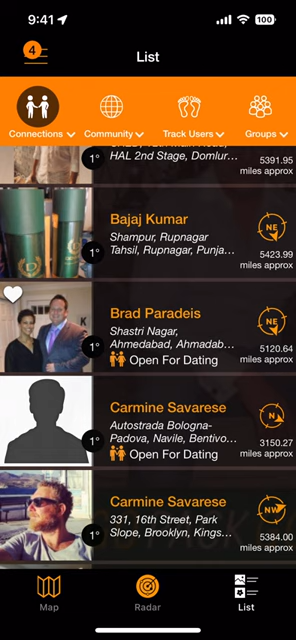 9:41
100
4
List
Connections
Community
Track Users
Groups
HAL 2nd Stage, Domlur…
1°
5391.95
miles approx
Bajaj Kumar
Shampur, Rupnagar
Tahsil, Rupnagar, Punja…
1°
NE
5423.99
miles approx
Brad Paradeis
Shastri Nagar,
Ahmedabad, Ahmadab…
1°
Open For Dating
N
5120.64
miles approx
Carmine Savarese
Autostrada Bologna-
Padova, Navile, Bentivo…
1°
Open For Dating
N
3150.27
miles approx
Carmine Savarese
331, 16th Street, Park
Slope, Brooklyn, Kings…
1°
NW
5384.00
miles approx
Map
Radar
List